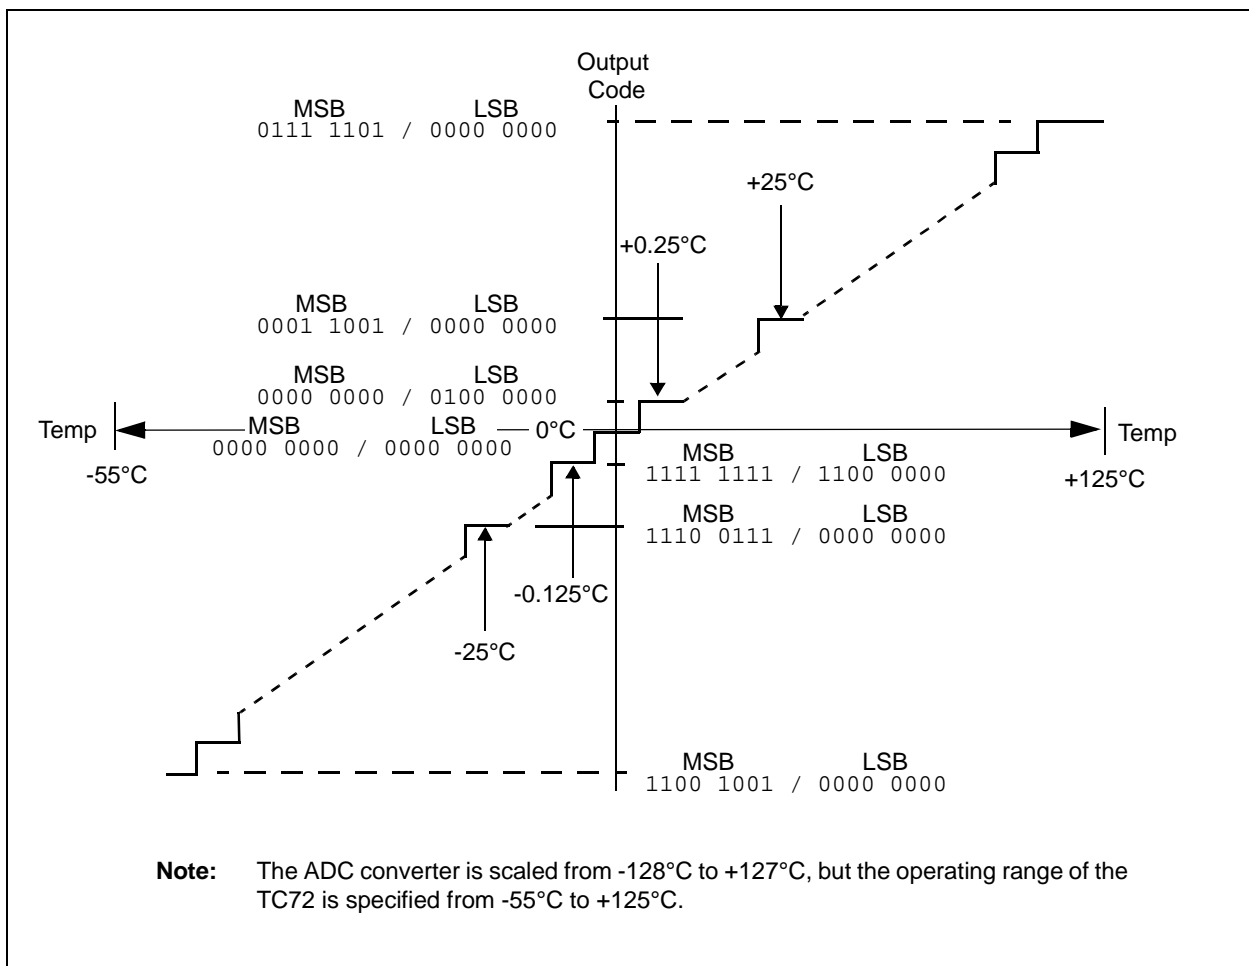 Output
Code
MSB LSB
0111 1101 / 0000 0000
+25°C
+0.25°C
MSB LSB
0001 1001 / 0000 0000
MSB LSB
0000 0000 / 0100 0000
Temp MSB LSB 0°C Temp
0000 0000 / 0000 0000
-55°C +125°C
MSB LSB
1111 1111 / 1100 0000
MSB LSB
1110 0111 / 0000 0000
-0.125°C
-25°C
MSB LSB
1100 1001 / 0000 0000
Note: The ADC converter is scaled from -128°C to +127°C, but the operating range of the
TC72 is specified from -55°C to +125°C.